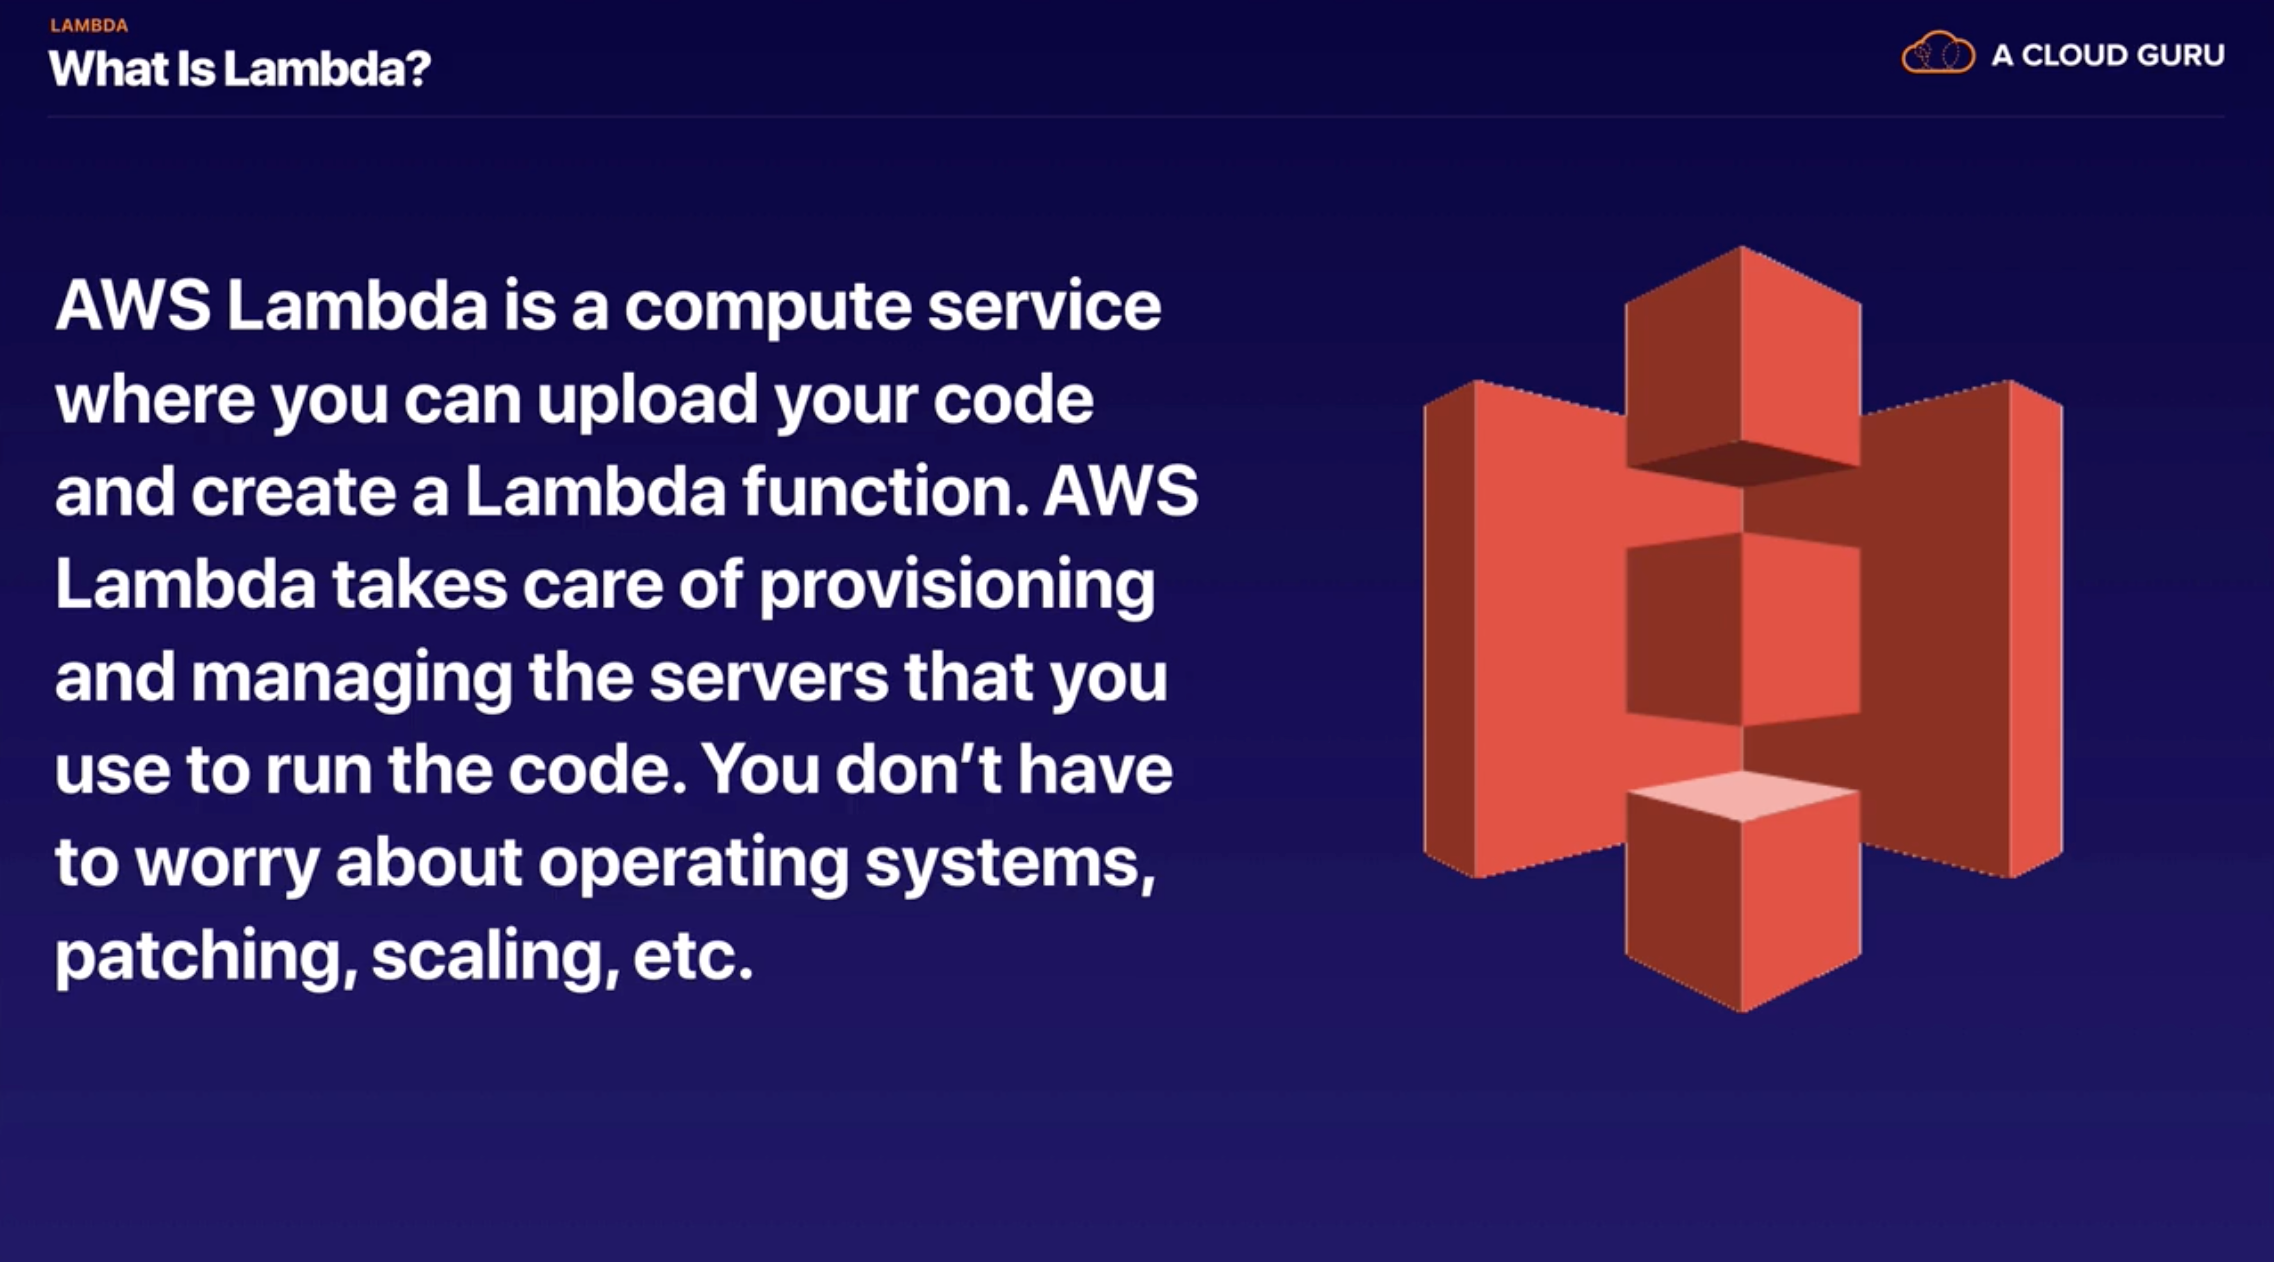 LAMBDA
What Is Lambda?
A CLOUD GURU
AWS Lambda is a compute service
where you can upload your code
and create a Lambda function. AWS
Lambda takes care of provisioning
and managing the servers that you
use to run the code. You don’t have
to worry about operating systems,
patching, scaling, etc.